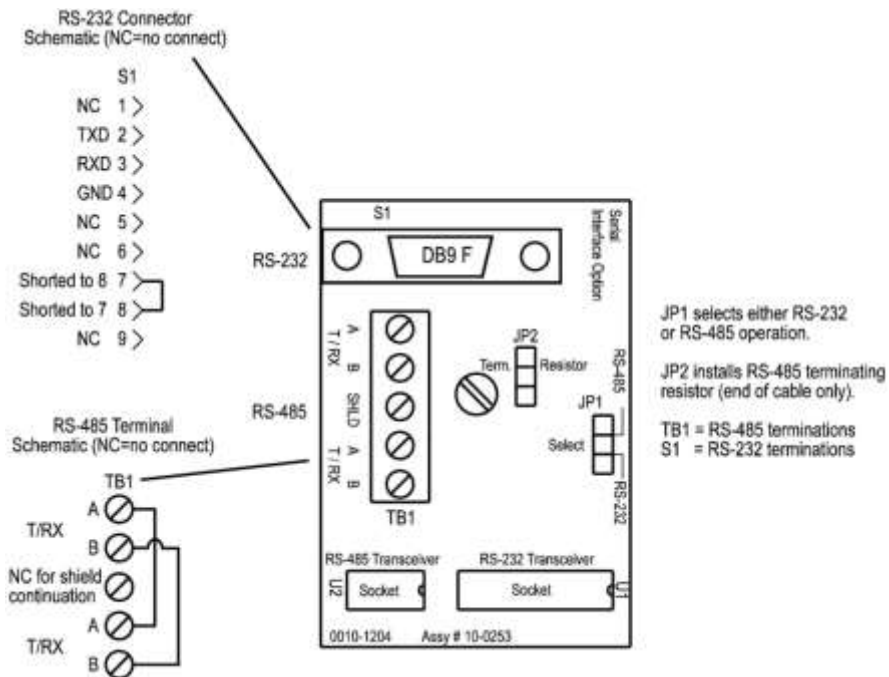 RS-232 Connector
Schematic (NC=no connect)
S1
NC 1
TXD 2
RXD 3
GND 4
NC 5
NC 6
Shorted to 8 7
Shorted to 7 8
NC 9
RS-485 Terminal
Schematic (NC=no connect)
TB1
A
T/RX
B
NC for shield
continuation
A
T/RX
B
S1
Serial
Interface Option
RS-232
DB9 F
A
T / RX
B
SHLD
RS-485
A
T / RX
B
TB1
JP2
Term. Resistor
RS-485
JP1
Select
RS-232
RS-485 Transceiver
RS-232 Transceiver
U2
Socket
Socket
U1
0010-1204 Assy # 10-0253
JP1 selects either RS-232
or RS-485 operation.
JP2 installs RS-485 terminating
resistor (end of cable only).
TB1 = RS-485 terminations
S1 = RS-232 terminations